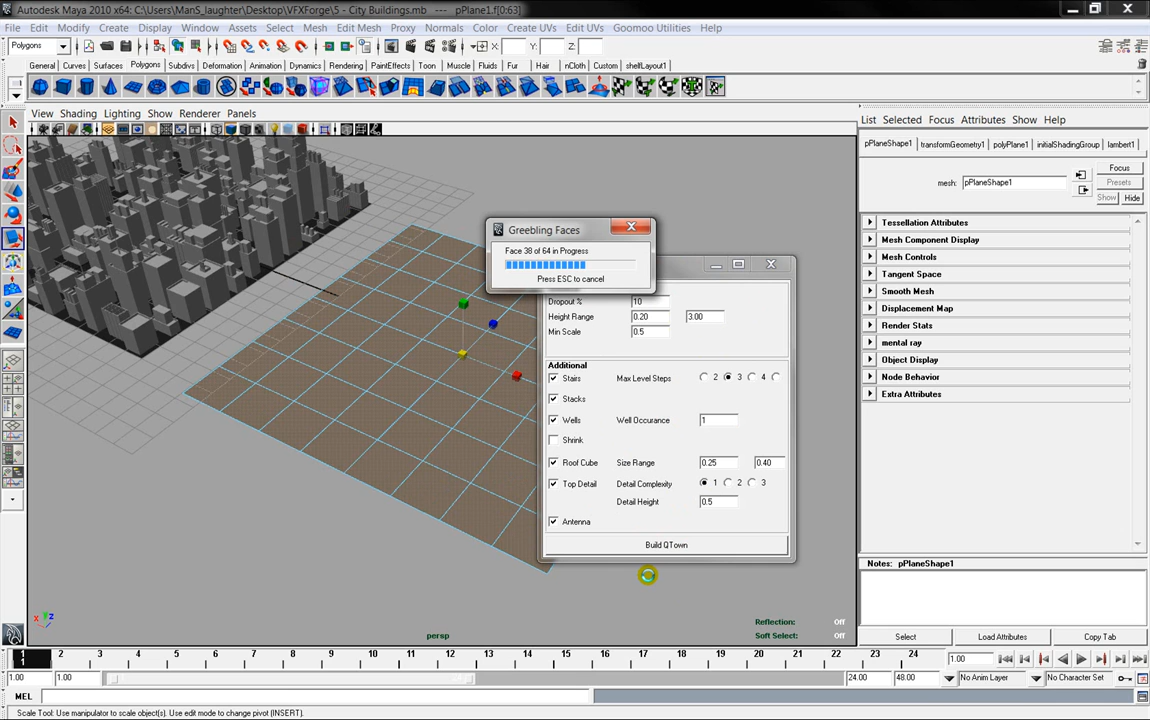 Autodesk Maya 2010 x64: C:\Users\ManS_laughter\Desktop\VFXForge\5 - City Buildings.mb --- pPlane1.f[0:63]
File Edit Modify Create Display Window Assets Select Mesh Edit Mesh Proxy Normals Color Create UVs Edit UVs Goomoo Utilities Help
Polygons X: Y: Z:
General Curves Surfaces Polygons Subdivs Deformation Animation Dynamics Rendering PaintEffects Toon Muscle Fluids Fur Hair nCloth Custom shelfLayout1
View Shading Lighting Show Renderer Panels
List Selected Focus Attributes Show Help
pPlaneShape1 transformGeometry1 polyPlane1 initialShadingGroup lambert1
mesh: pPlaneShape1
Focus
Presets
Show Hide
Greebling Faces
Face 38 of 64 in Progress
Press ESC to cancel
Dropout % 10
Height Range 0.20 3.00
Min Scale 0.5
Additional
Stairs Max Level Steps 2 3 4
Stacks
Wells Well Occurance 1
Shrink
Roof Cube Size Range 0.25 0.40
Top Detail Detail Complexity 1 2 3
Detail Height 0.5
Antenna
Build QTown
Tessellation Attributes
Mesh Component Display
Mesh Controls
Tangent Space
Smooth Mesh
Displacement Map
Render Stats
mental ray
Object Display
Node Behavior
Extra Attributes
Notes: pPlaneShape1
Select Load Attributes Copy Tab
Reflection: Off
Soft Select: Off
persp
1 2 3 4 5 6 7 8 9 10 11 12 13 14 15 16 17 18 19 20 21 22 23 24
1
1.00
1.00 1.00 24.00 48.00 No Anim Layer No Character Set
MEL
Scale Tool: Use manipulator to scale object(s). Use edit mode to change pivot (INSERT).